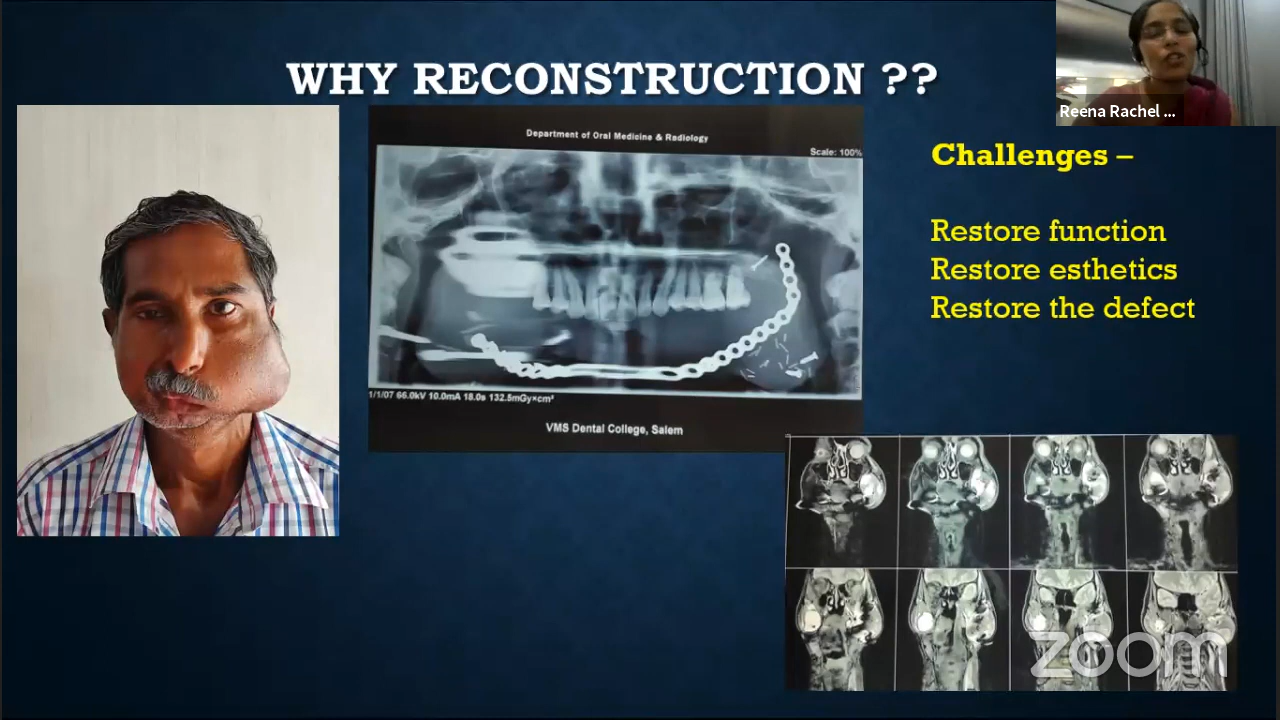 WHY RECONSTRUCTION ??
Reena Rachel ...
Department of Oral Medicine & Radiology
Scale: 100%
Challenges –
Restore function
Restore esthetics
Restore the defect
1/1/07 66.0kV 10.0mA 18.0s 132.5mGy×cm²
VMS Dental College, Salem
zoom